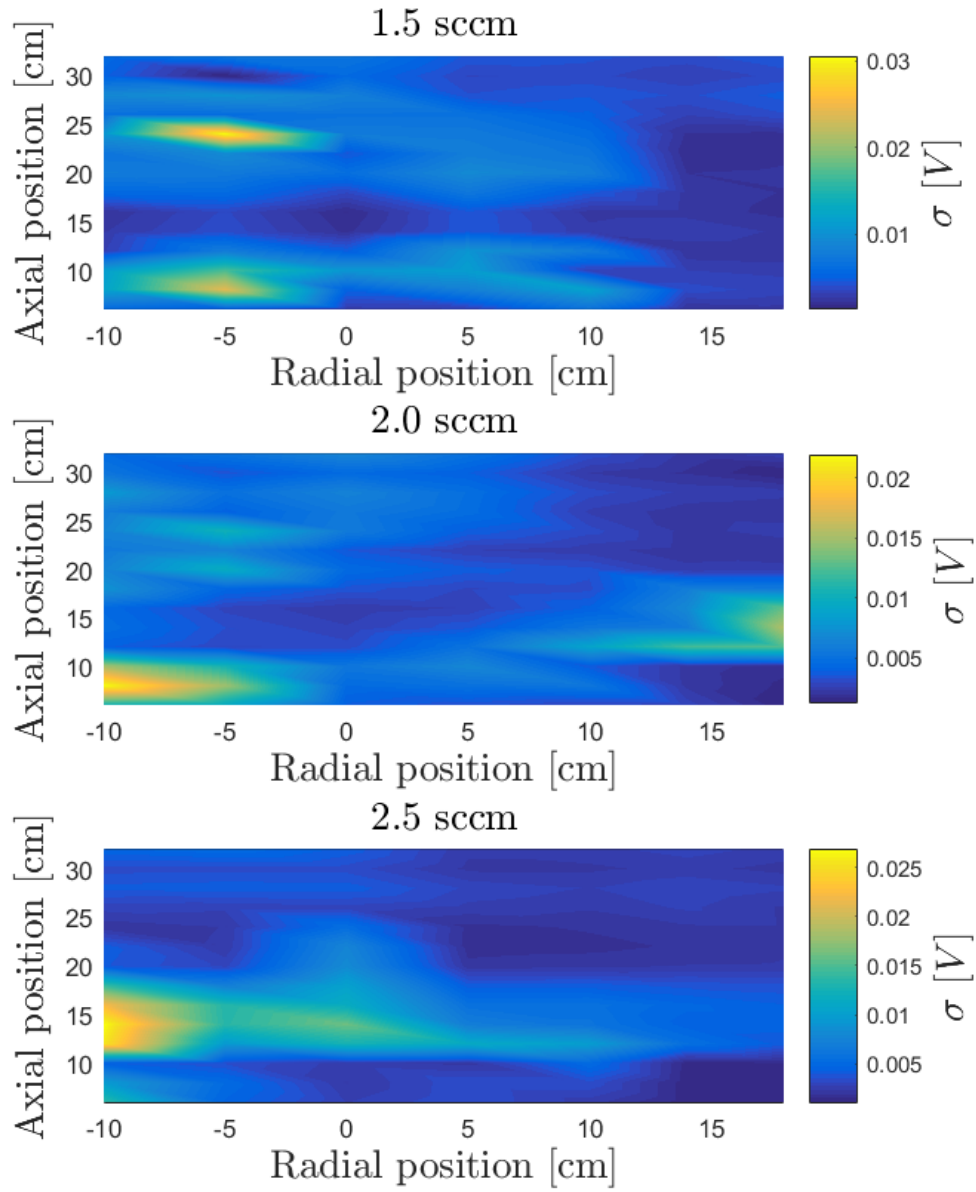 1.5 sccm
Axial position [cm]
30
25
20
15
10
-10 -5 0 5 10 15
Radial position [cm]
0.03
0.02
0.01
σ [V]
2.0 sccm
Axial position [cm]
30
25
20
15
10
-10 -5 0 5 10 15
Radial position [cm]
0.02
0.015
0.01
0.005
σ [V]
2.5 sccm
Axial position [cm]
30
25
20
15
10
-10 -5 0 5 10 15
Radial position [cm]
0.025
0.02
0.015
0.01
0.005
σ [V]